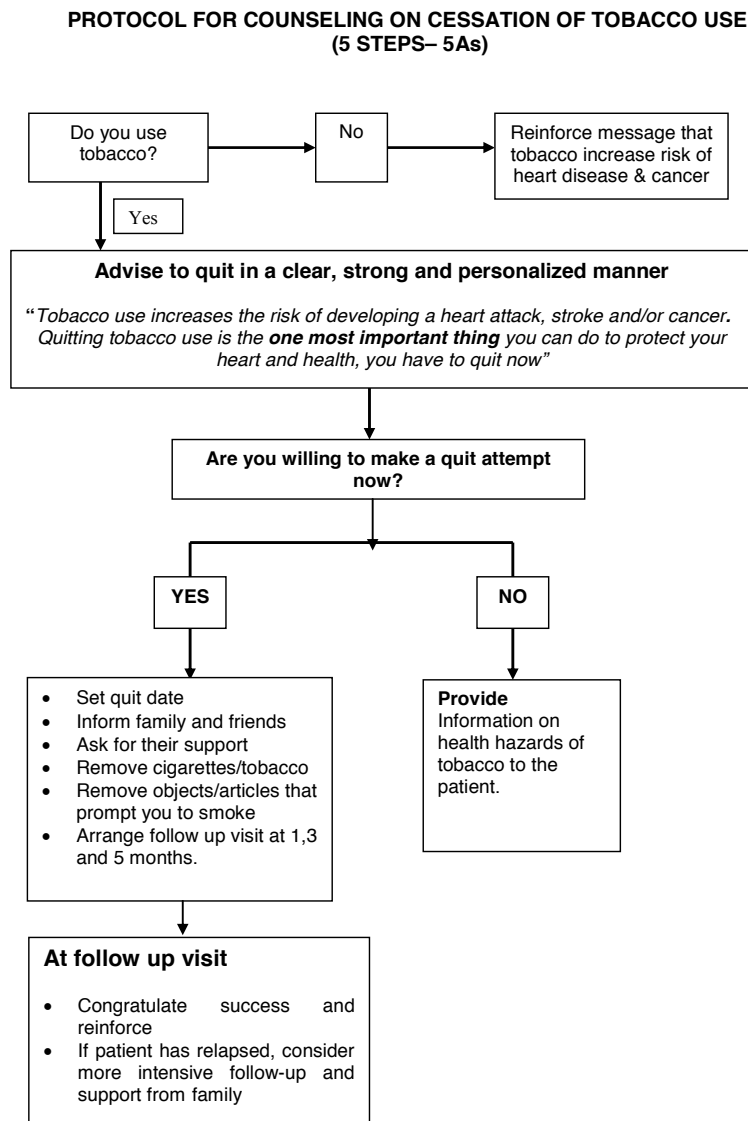 PROTOCOL FOR COUNSELING ON CESSATION OF TOBACCO USE
(5 STEPS– 5As)
Do you use
tobacco?
No
Reinforce message that
tobacco increase risk of
heart disease & cancer
Yes
Advise to quit in a clear, strong and personalized manner
“Tobacco use increases the risk of developing a heart attack, stroke and/or cancer.
Quitting tobacco use is the one most important thing you can do to protect your
heart and health, you have to quit now”
Are you willing to make a quit attempt
now?
YES
NO
• Set quit date
• Inform family and friends
• Ask for their support
• Remove cigarettes/tobacco
• Remove objects/articles that
prompt you to smoke
• Arrange follow up visit at 1,3
and 5 months.
Provide
Information on
health hazards of
tobacco to the
patient.
At follow up visit
• Congratulate success and
reinforce
• If patient has relapsed, consider
more intensive follow-up and
support from family